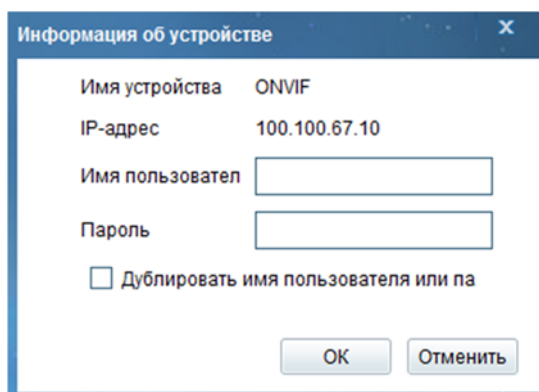 Информация об устройстве x
Имя устройства ONVIF
IP-адрес 100.100.67.10
Имя пользовател
Пароль
Дублировать имя пользователя или па
ОК Отменить